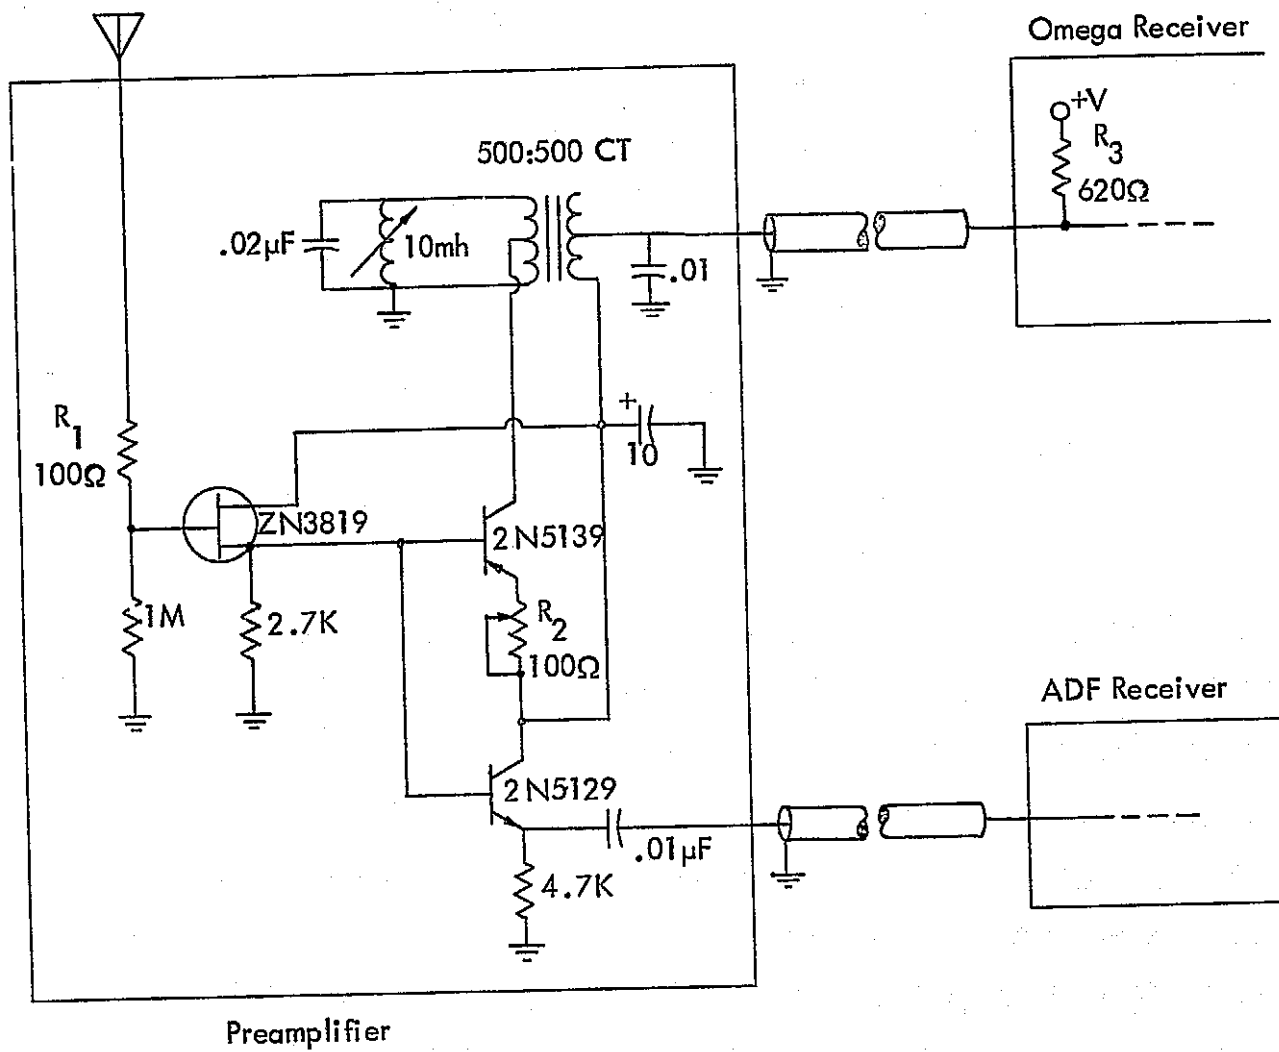 Omega Receiver
+V
R3
620Ω
500:500 CT
.02µF
10mh
.01
R1
100Ω
+
10
ZN3819
2N5139
1M
2.7K
R2
100Ω
ADF Receiver
2N5129
.01µF
4.7K
Preamplifier